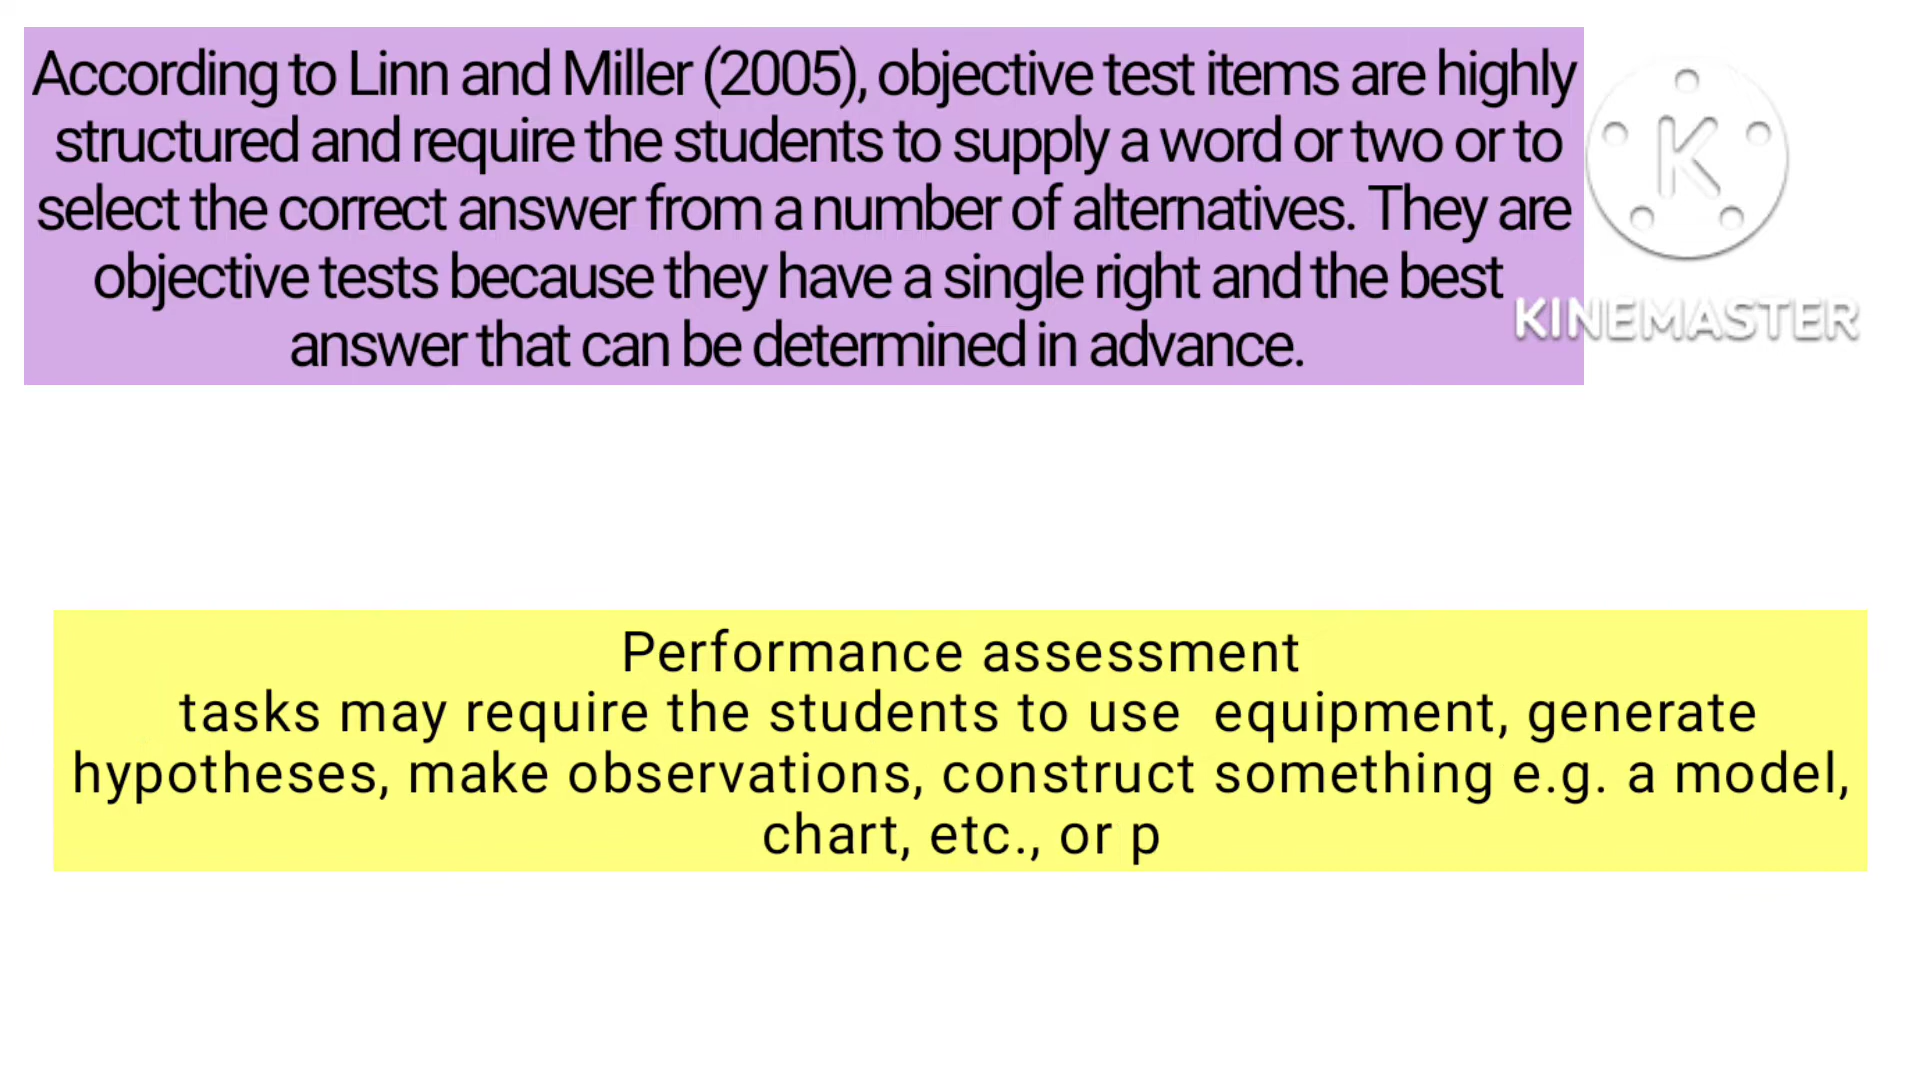 According to Linn and Miller (2005), objective test items are highly
structured and require the students to supply a word or two or to
select the correct answer from a number of alternatives. They are
objective tests because they have a single right and the best
answer that can be determined in advance.
K
KINEMASTER
Performance assessment
tasks may require the students to use  equipment, generate
hypotheses, make observations, construct something e.g. a model,
chart, etc., or p